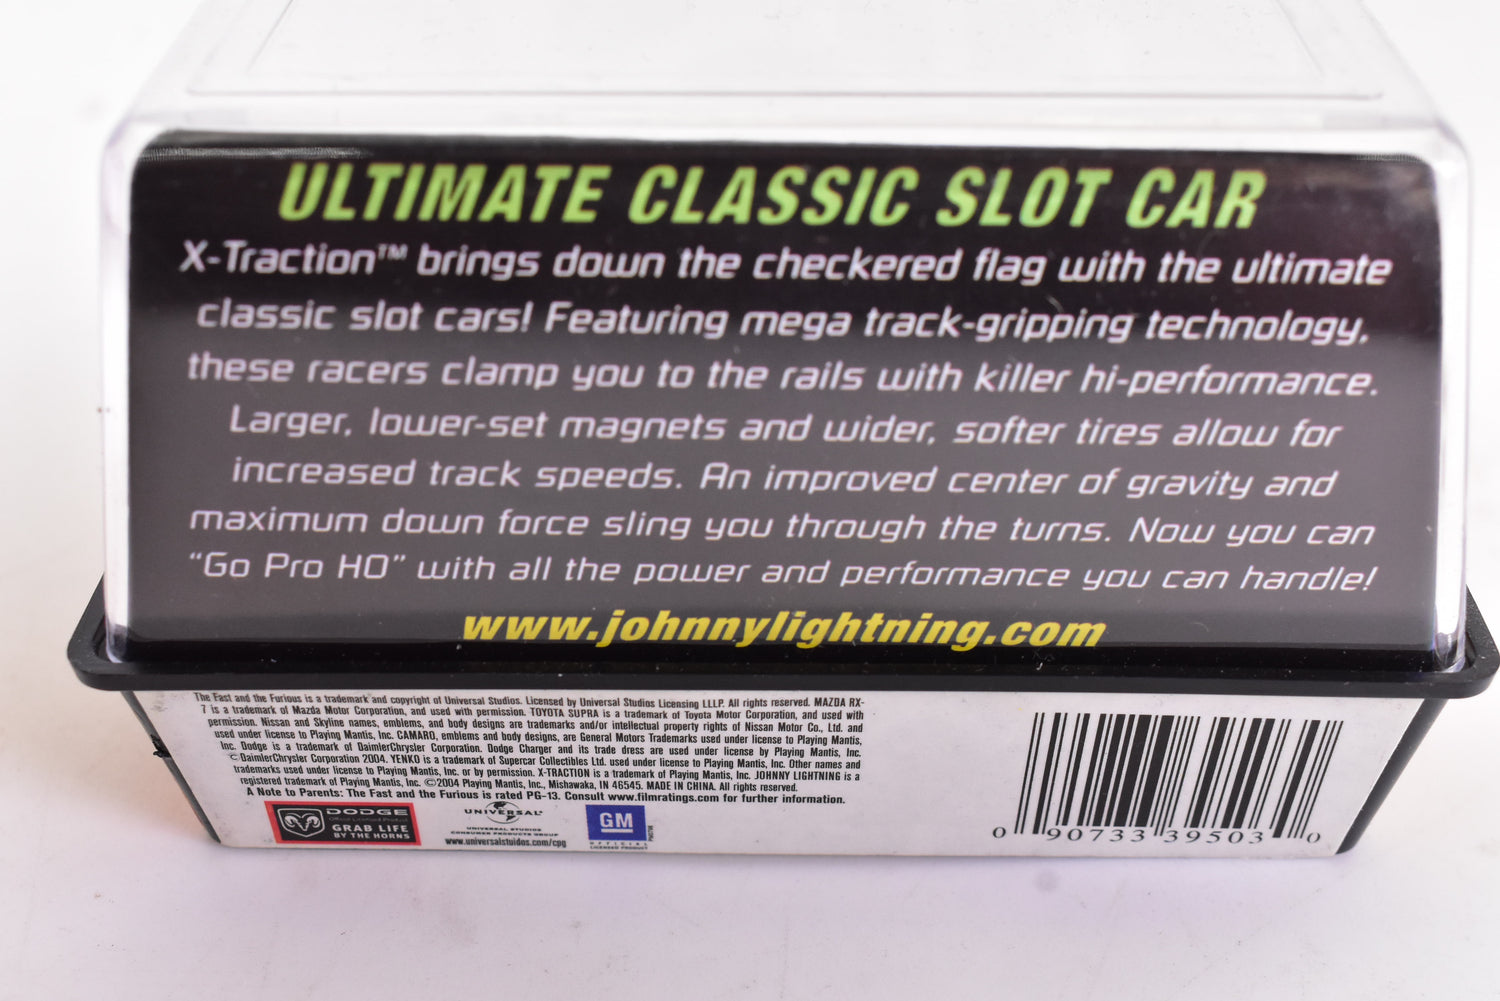 ULTIMATE CLASSIC SLOT CAR
X-Traction™ brings down the checkered flag with the ultimate
classic slot cars! Featuring mega track-gripping technology,
these racers clamp you to the rails with killer hi-performance.
Larger, lower-set magnets and wider, softer tires allow for
increased track speeds. An improved center of gravity and
maximum down force sling you through the turns. Now you can
“Go Pro HO” with all the power and performance you can handle!
www.johnnylightning.com
The Fast and the Furious is a trademark and copyright of Universal Studios. Licensed by Universal Studios Licensing LLLP. All rights reserved. MAZDA RX-
7 is a trademark of Mazda Motor Corporation, and used with permission. TOYOTA SUPRA is a trademark of Toyota Motor Corporation, and used with
permission. Nissan and Skyline names, emblems, and body designs are trademarks and/or intellectual property rights of Nissan Motor Co., Ltd. and
used under license to Playing Mantis, Inc. CAMARO, emblems and body designs, are General Motors Trademarks used under license to Playing Mantis,
Inc. Dodge is a trademark of DaimlerChrysler Corporation. Dodge Charger and its trade dress are used under license by Playing Mantis, Inc.
©DaimlerChrysler Corporation 2004. YENKO is a trademark of Supercar Collectibles Ltd. used under license to Playing Mantis, Inc. Other names and
trademarks used under license to Playing Mantis, Inc. or by permission. X-TRACTION is a trademark of Playing Mantis, Inc. JOHNNY LIGHTNING is a
registered trademark of Playing Mantis, Inc. ©2004 Playing Mantis, Inc., Mishawaka, IN 46545. MADE IN CHINA. All rights reserved.
A Note to Parents: The Fast and the Furious is rated PG-13. Consult www.filmratings.com for further information.
DODGE
Official Licensed Product
GRAB LIFE
BY THE HORNS
UNIVERSAL
UNIVERSAL STUDIOS
CONSUMER PRODUCTS GROUP
www.universalstuidos.com/cpg
GM
OFFICIAL
LICENSED PRODUCT
0 90733 39503 0